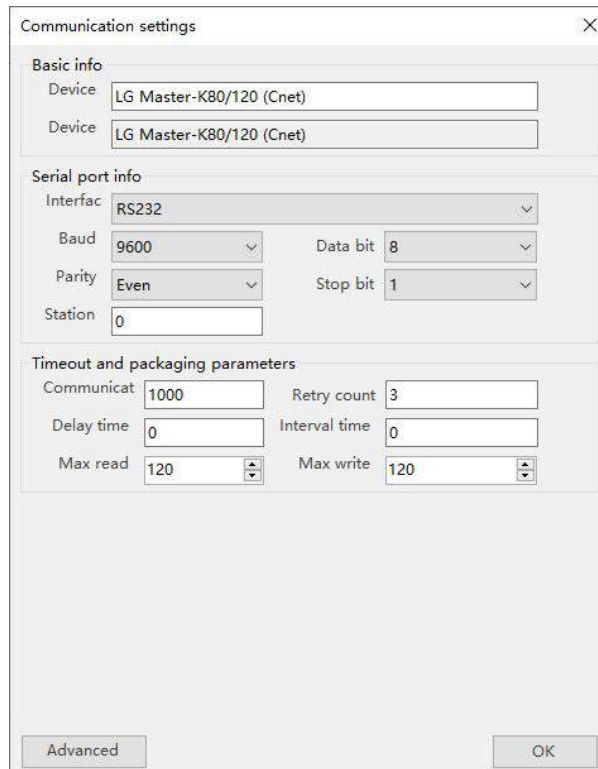 Communication settings
Basic info
Device LG Master-K80/120 (Cnet)
Device LG Master-K80/120 (Cnet)
Serial port info
Interfac RS232
Baud 9600 Data bit 8
Parity Even Stop bit 1
Station 0
Timeout and packaging parameters
Communicat 1000 Retry count 3
Delay time 0 Interval time 0
Max read 120 Max write 120
Advanced OK